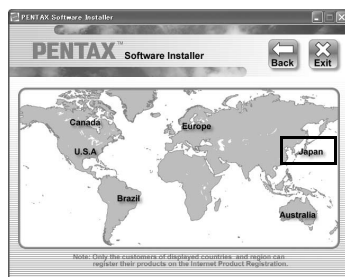 PENTAX Software Installer
PENTAX™ Software Installer
Back Exit
Canada
Europe
U.S.A
Japan
Brazil
Australia
Note: Only the customers of displayed countries and region can
register their products on the Internet Product Registration.